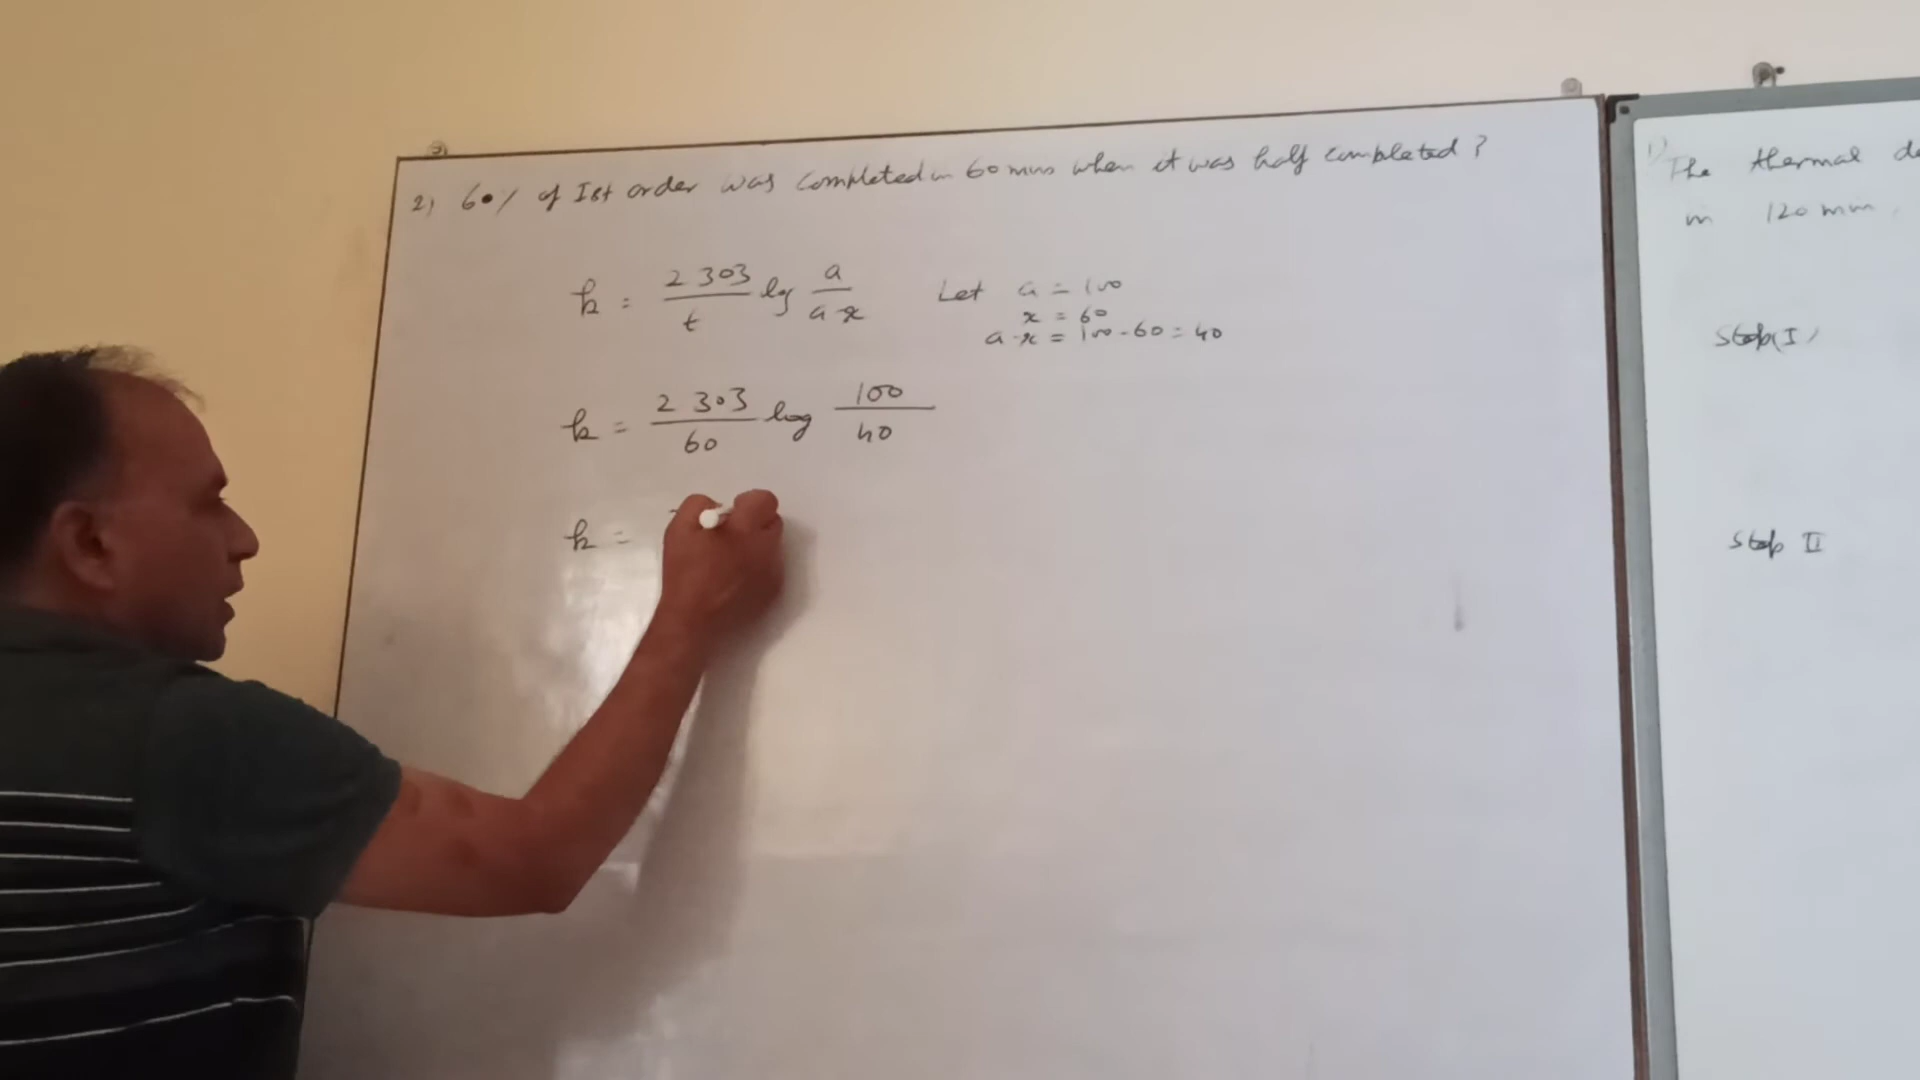 2) 60% of Ist order was completed in 60 mins when it was half completed?
k = 2 303 / t log a / a x
Let a = 100
x = 60
a-x = 100-60 = 40
k = 2 303 / 60 log 100 / 40
k =
1) The thermal de
in 120 min
Step (I)
Step II